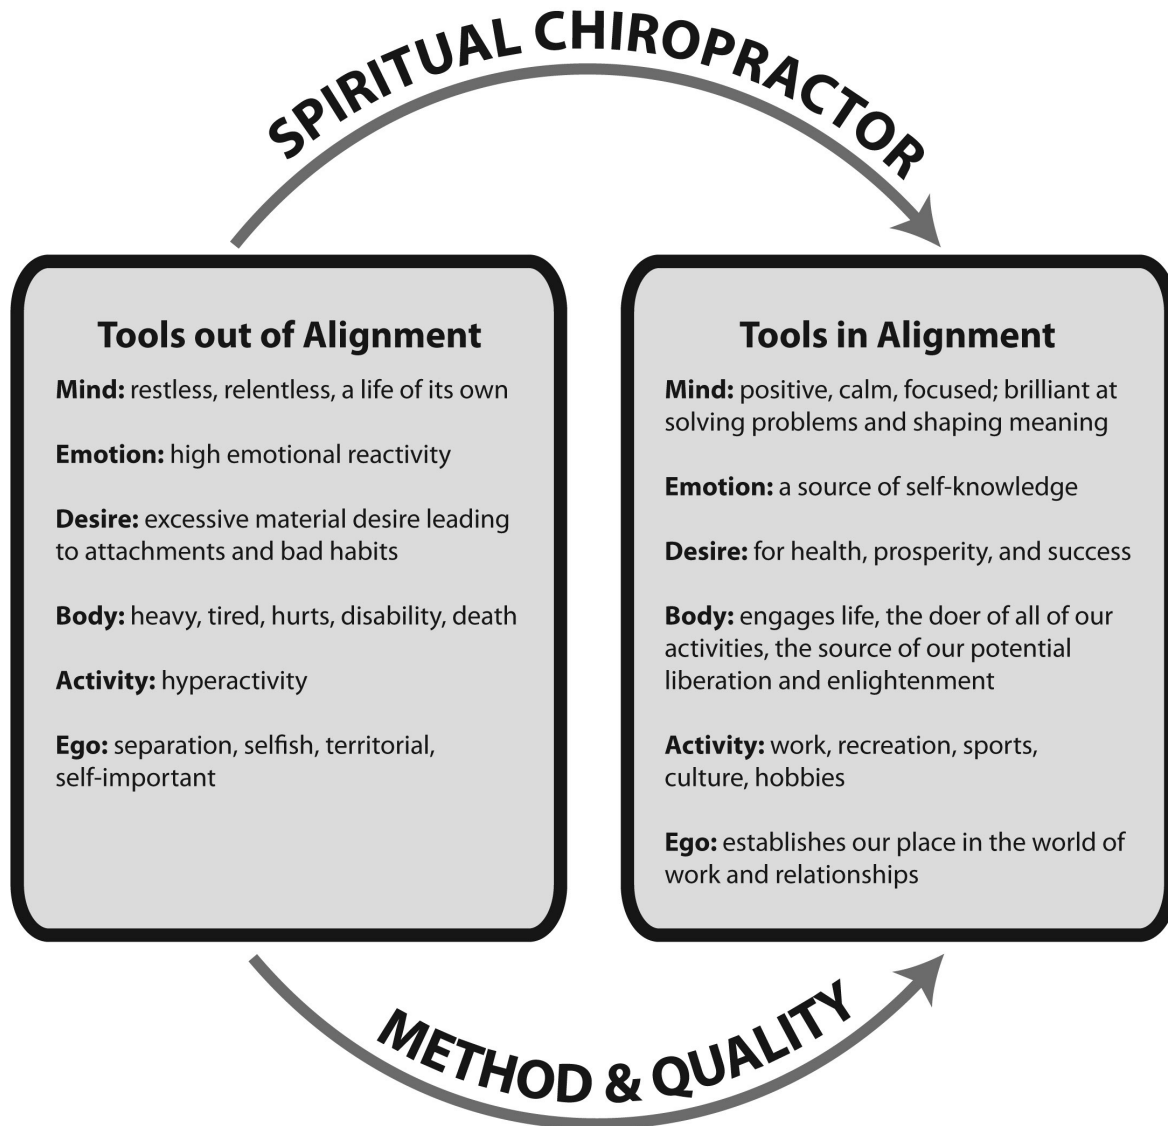 SPIRITUAL CHIROPRACTOR
Tools out of Alignment
Mind: restless, relentless, a life of its own
Emotion: high emotional reactivity
Desire: excessive material desire leading
to attachments and bad habits
Body: heavy, tired, hurts, disability, death
Activity: hyperactivity
Ego: separation, selfish, territorial,
self-important
Tools in Alignment
Mind: positive, calm, focused; brilliant at
solving problems and shaping meaning
Emotion: a source of self-knowledge
Desire: for health, prosperity, and success
Body: engages life, the doer of all of our
activities, the source of our potential
liberation and enlightenment
Activity: work, recreation, sports,
culture, hobbies
Ego: establishes our place in the world of
work and relationships
METHOD & QUALITY